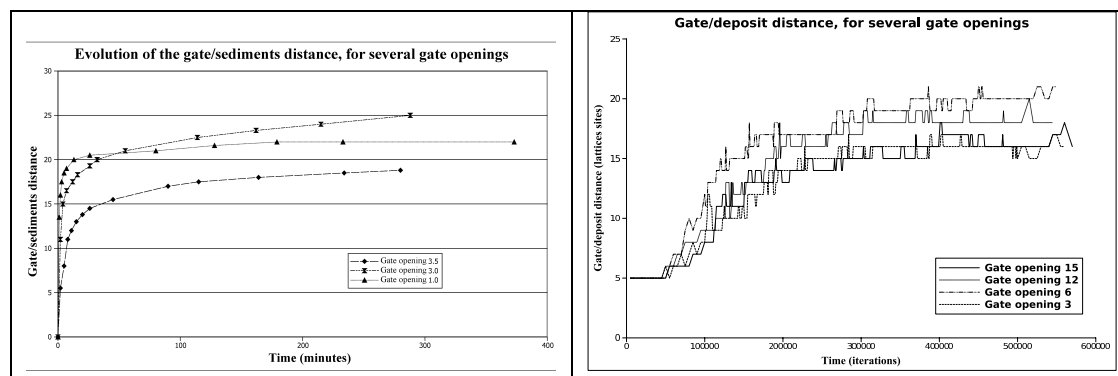 Evolution of the gate/sediments distance, for several gate openings
Gate/sediments distance
30
25
20
15
10
5
0
0
100
200
300
400
Time (minutes)
Gate opening 3.5
Gate opening 3.0
Gate opening 1.0
Gate/deposit distance, for several gate openings
Gate/deposit distance (lattices sites)
25
20
15
10
5
0
0
100000
200000
300000
400000
500000
600000
Time (iterations)
Gate opening 15
Gate opening 12
Gate opening 6
Gate opening 3